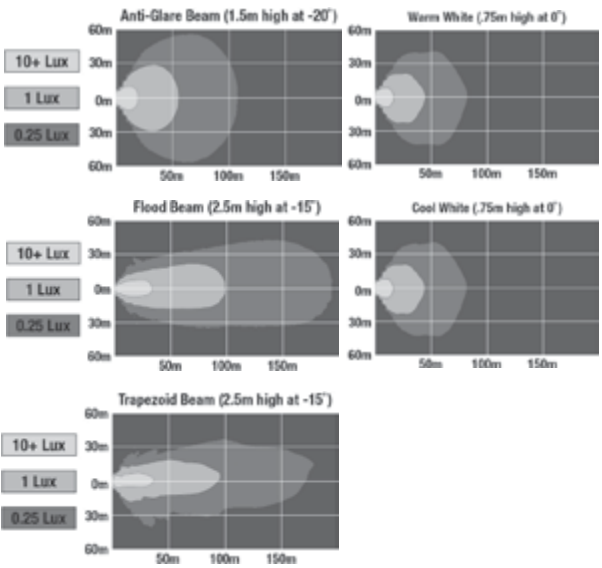 Anti-Glare Beam (1.5m high at -20°)
60m
30m
0m
30m
60m
50m 100m 150m
10+ Lux
1 Lux
0.25 Lux
Warm White (.75m high at 0°)
60m
30m
0m
30m
60m
50m 100m 150m
Flood Beam (2.5m high at -15°)
60m
30m
0m
30m
60m
50m 100m 150m
10+ Lux
1 Lux
0.25 Lux
Cool White (.75m high at 0°)
60m
30m
0m
30m
60m
50m 100m 150m
Trapezoid Beam (2.5m high at -15°)
60m
30m
0m
30m
60m
50m 100m 150m
10+ Lux
1 Lux
0.25 Lux